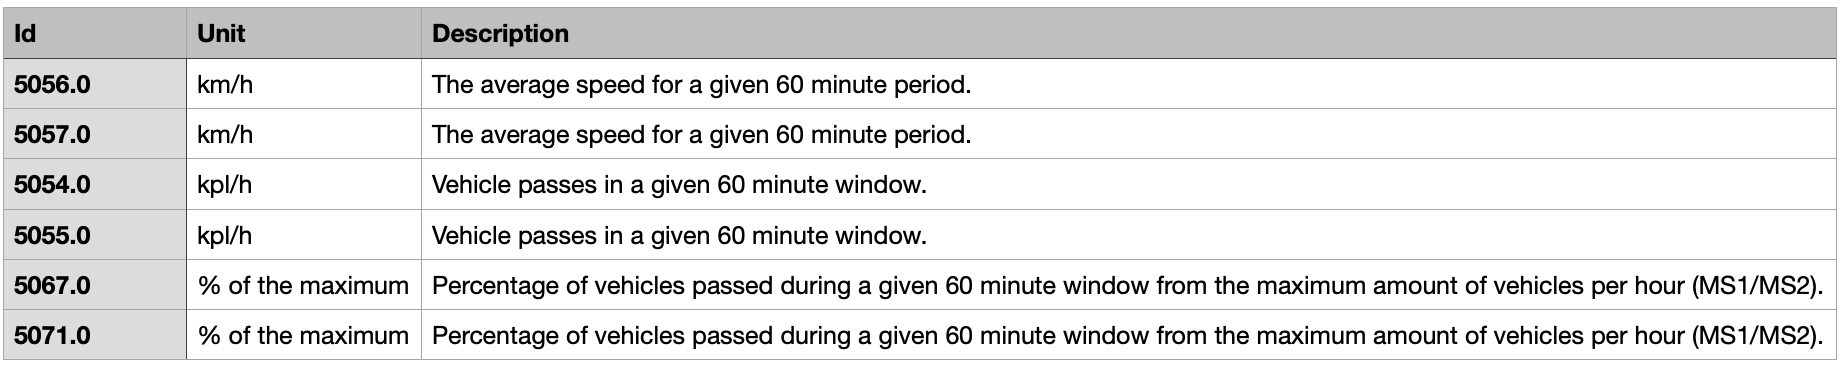 Id Unit Description
5056.0 km/h The average speed for a given 60 minute period.
5057.0 km/h The average speed for a given 60 minute period.
5054.0 kpl/h Vehicle passes in a given 60 minute window.
5055.0 kpl/h Vehicle passes in a given 60 minute window.
5067.0 % of the maximum Percentage of vehicles passed during a given 60 minute window from the maximum amount of vehicles per hour (MS1/MS2).
5071.0 % of the maximum Percentage of vehicles passed during a given 60 minute window from the maximum amount of vehicles per hour (MS1/MS2).